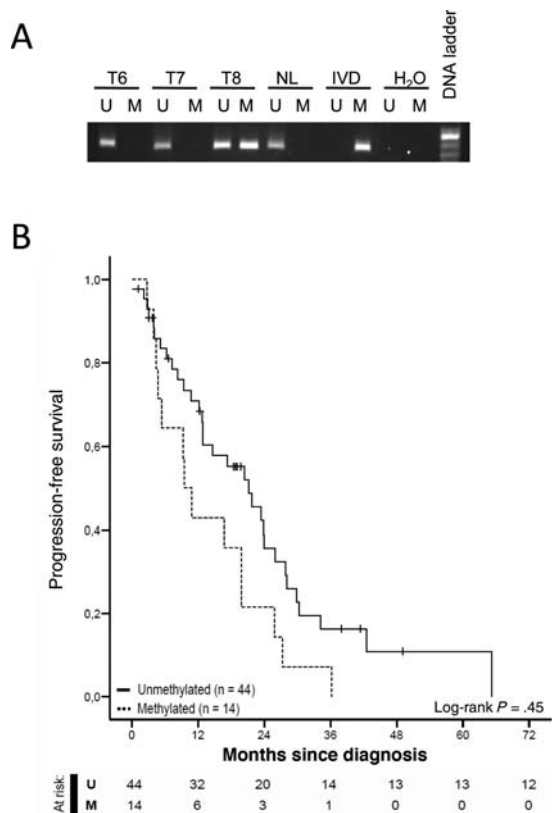 A
T6 T7 T8 NL IVD H₂O DNA ladder
U M U M U M U M U M U M
B
Progression-free survival
1,0
0,8
0,6
0,4
0,2
0,0
Unmethylated (n = 44)
Methylated (n = 14)
Log-rank P = .45
0 12 24 36 48 60 72
Months since diagnosis
At risk:
U 44 32 20 14 13 13 12
M 14 6 3 1 0 0 0